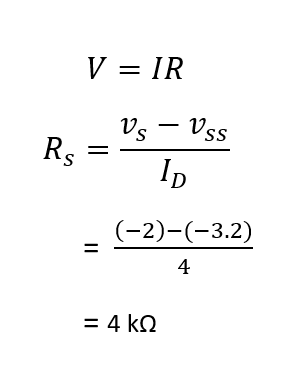 V = IR
R_s = (v_s − v_ss) / I_D
= (−2)−(−3.2) / 4
= 4 kΩ